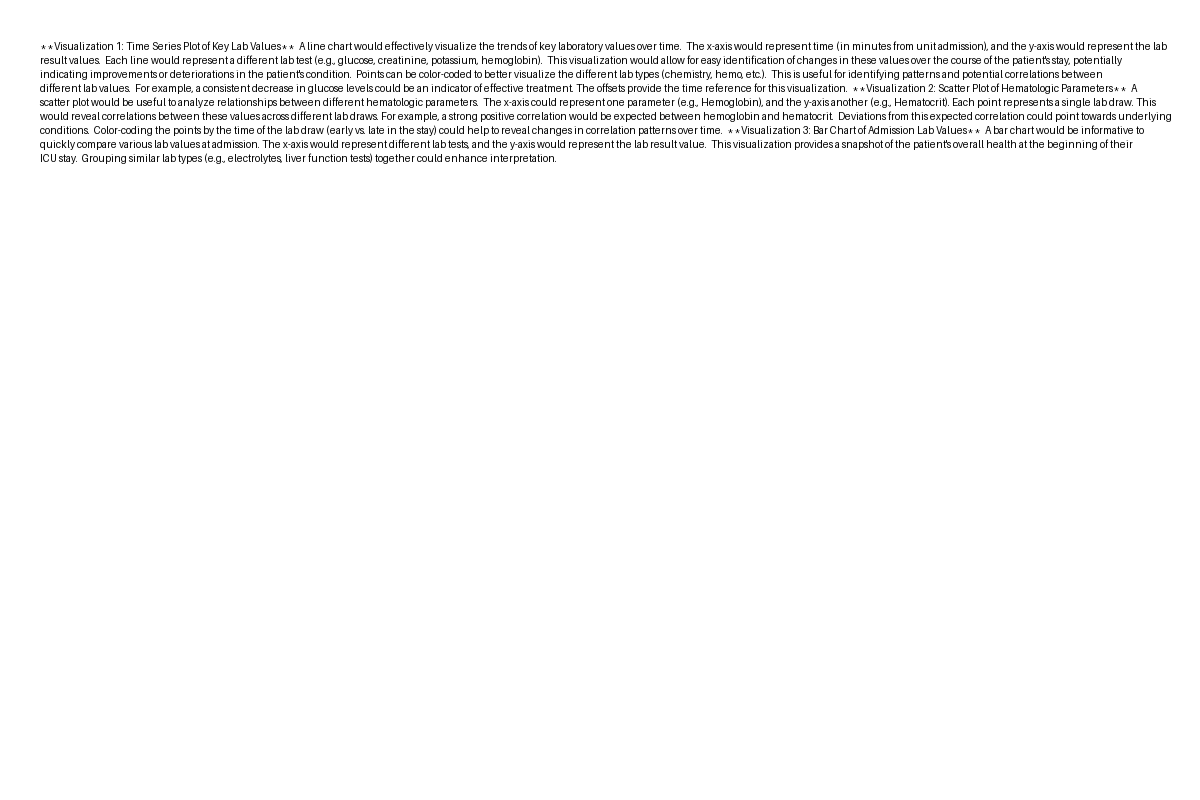 **Visualization 1: Time Series Plot of Key Lab Values** A line chart would effectively visualize the trends of key laboratory values over time. The x-axis would represent time (in minutes from unit admission), and the y-axis would represent the lab
result values. Each line would represent a different lab test (e.g., glucose, creatinine, potassium, hemoglobin). This visualization would allow for easy identification of changes in these values over the course of the patient's stay, potentially
indicating improvements or deteriorations in the patient's condition. Points can be color-coded to better visualize the different lab types (chemistry, hemo, etc.). This is useful for identifying patterns and potential correlations between
different lab values. For example, a consistent decrease in glucose levels could be an indicator of effective treatment. The offsets provide the time reference for this visualization. **Visualization 2: Scatter Plot of Hematologic Parameters** A
scatter plot would be useful to analyze relationships between different hematologic parameters. The x-axis could represent one parameter (e.g., Hemoglobin), and the y-axis another (e.g., Hematocrit). Each point represents a single lab draw. This
would reveal correlations between these values across different lab draws. For example, a strong positive correlation would be expected between hemoglobin and hematocrit. Deviations from this expected correlation could point towards underlying
conditions. Color-coding the points by the time of the lab draw (early vs. late in the stay) could help to reveal changes in correlation patterns over time. **Visualization 3: Bar Chart of Admission Lab Values** A bar chart would be informative to
quickly compare various lab values at admission. The x-axis would represent different lab tests, and the y-axis would represent the lab result value. This visualization provides a snapshot of the patient's overall health at the beginning of their
ICU stay. Grouping similar lab types (e.g., electrolytes, liver function tests) together could enhance interpretation.